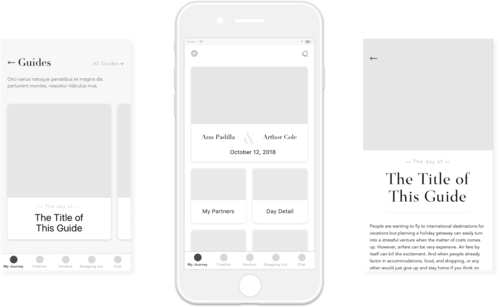 ← Guides
All Guides
Orci varius natoque penatibus et magnis dis
parturient montes, nascetur ridiculus mus.
— The day of —
The Title of
This Guide
My Journey
Timeline
Vendors
Shopping List
Chat
Ann Padilla & Arthor Cole
October 12, 2018
My Partners
Day Detail
My Journey
Timeline
Vendors
Shopping List
Chat
←
— The day of —
The Title of
This Guide
People are wanting to fly to international destinations for
vacations but planning a holiday getaway can easily turn
into a stressful venture when the matter of costs comes
up. However, airfare can be very expensive. Air fare by
itself can kill the excitement. And when people already
factor in accommodations, food, and shopping, or any
other would just give up and stay home if you think on